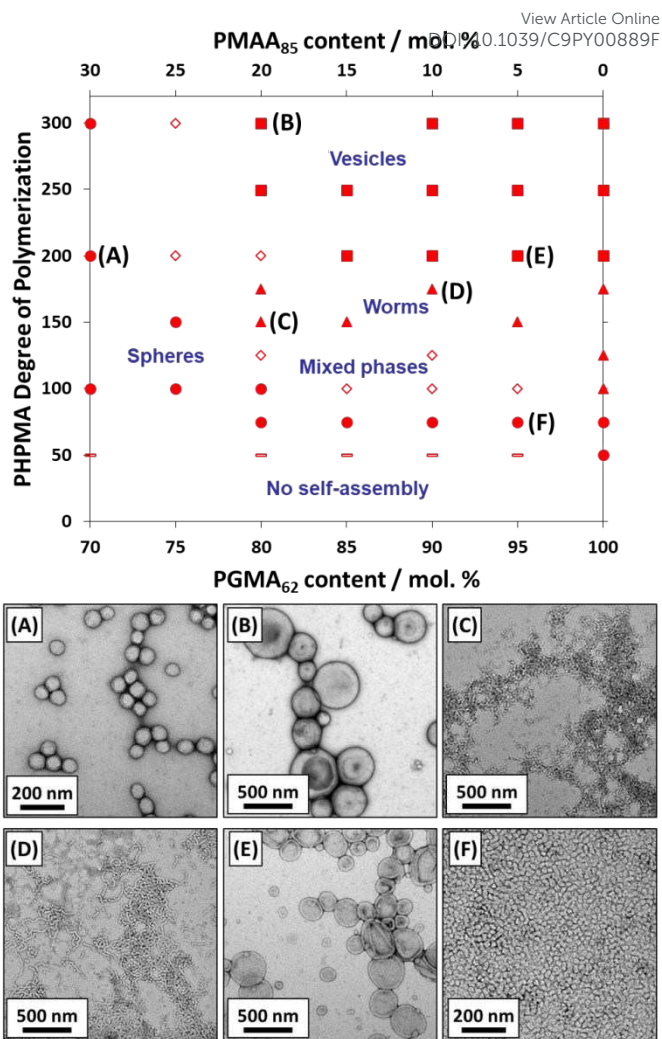 View Article Online
PMAA85 content / mol. %
DOI: 10.1039/C9PY00889F
30 25 20 15 10 5 0
PHPMA Degree of Polymerization
300
250
200
150
100
50
0
(B)
Vesicles
(A)
(E)
(D)
Worms
(C)
Spheres
Mixed phases
(F)
No self-assembly
70 75 80 85 90 95 100
PGMA62 content / mol. %
(A)
200 nm
(B)
500 nm
(C)
500 nm
(D)
500 nm
(E)
500 nm
(F)
200 nm